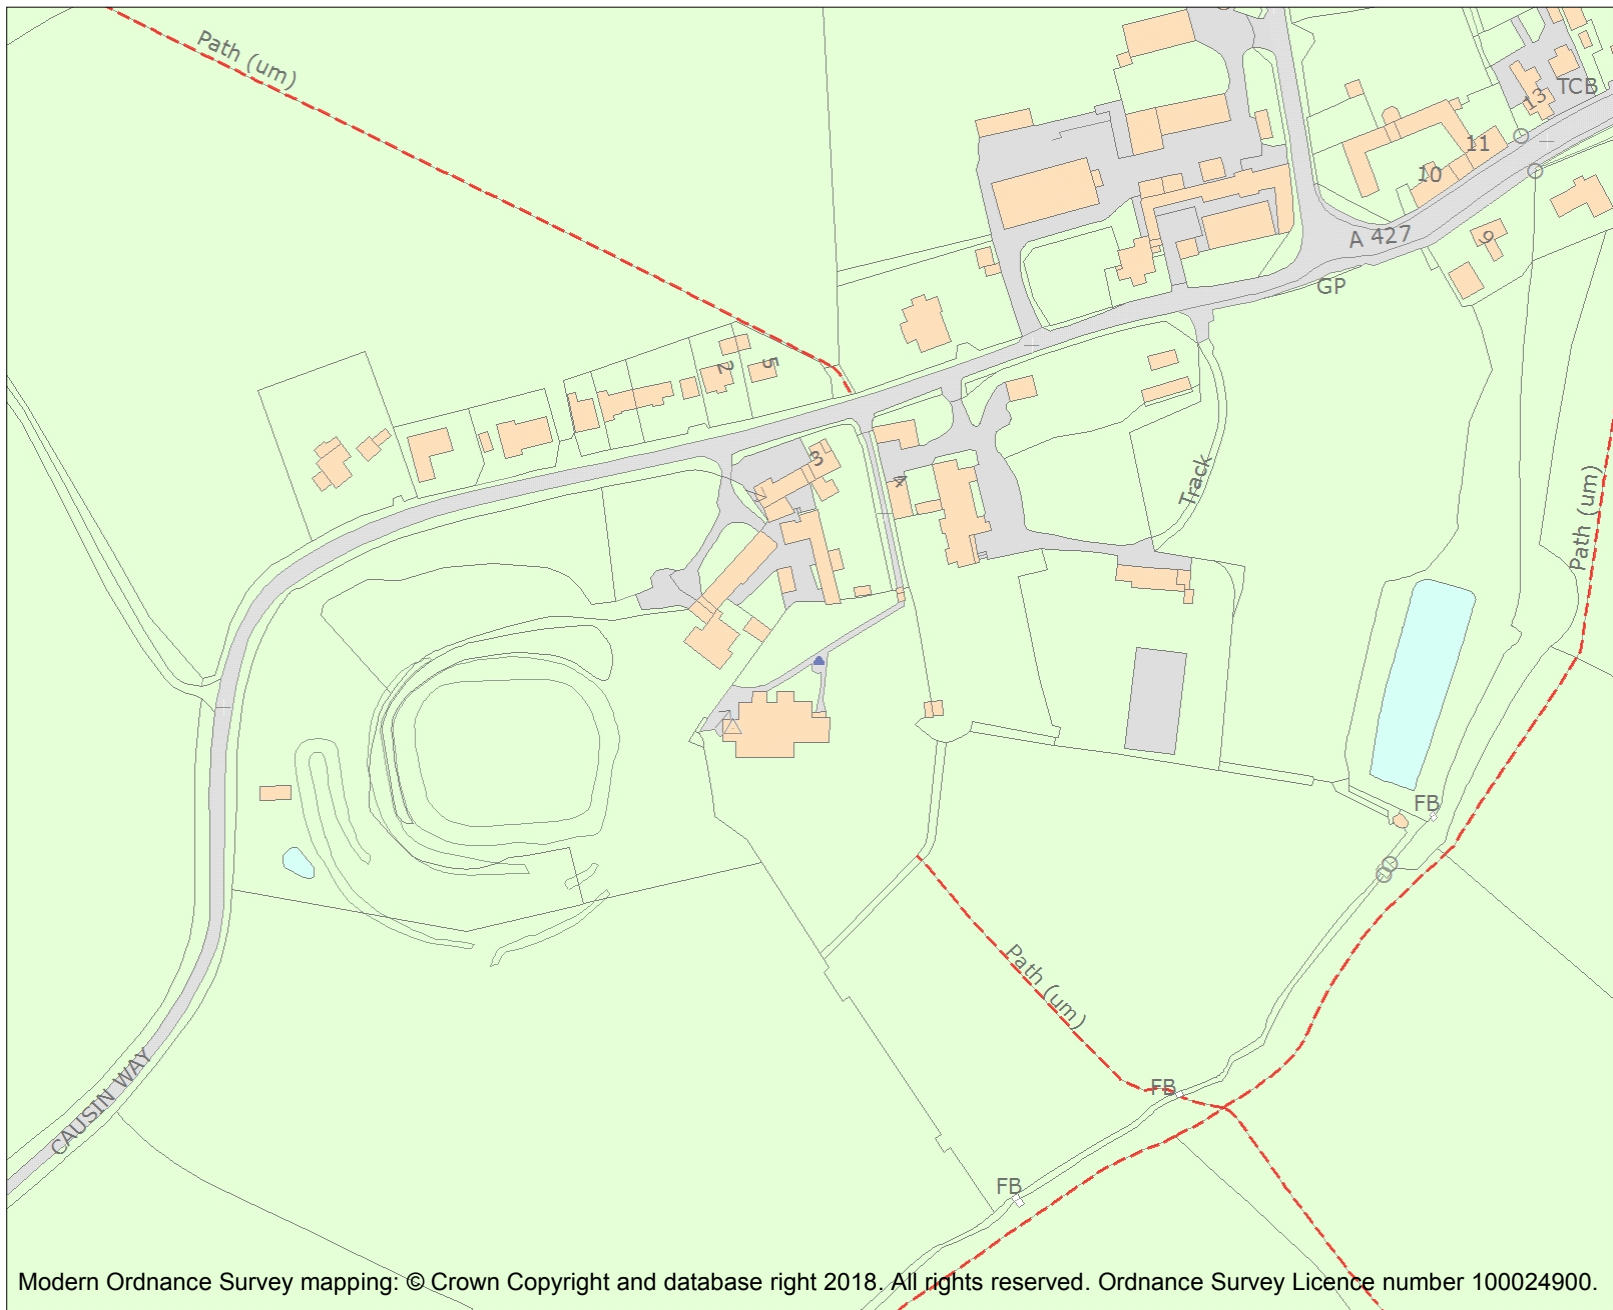 Path (um)
TCB
13
11
10
A 427
9
GP
2
5
3
4
Track
Path (um)
FB
Path (um)
FB
CAUSIN WAY
FB
Modern Ordnance Survey mapping: © Crown Copyright and database right 2018. All rights reserved. Ordnance Survey Licence number 100024900.